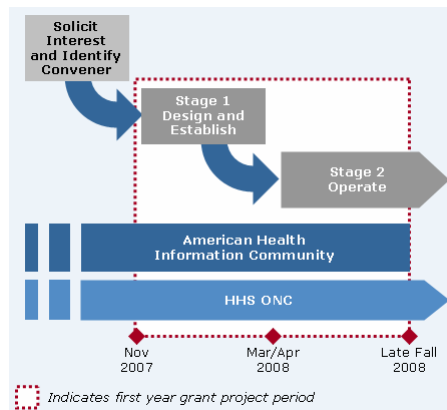 Solicit
Interest
and Identify
Convener
Stage 1
Design and
Establish
Stage 2
Operate
American Health
Information Community
HHS ONC
Nov
2007
Mar/Apr
2008
Late Fall
2008
Indicates first year grant project period